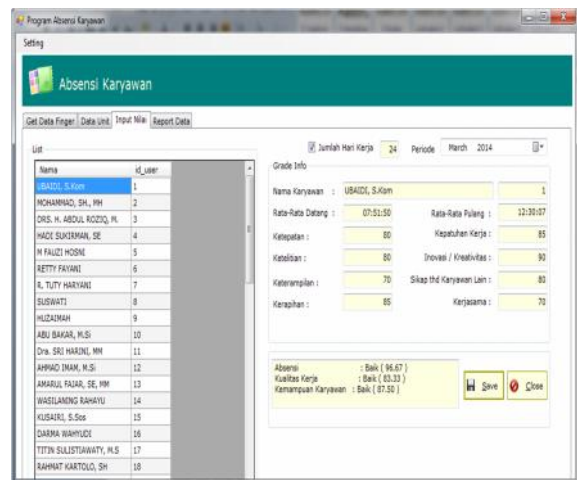 Program Absensi Karyawan
Setting
Absensi Karyawan
Get Data Finger Data Unit Input Nilai Report Data
List
Nama id_user
UBAIDI, S.Kom 1
MOHAMMAD, SH., MH 2
DRS. H. ABDUL ROZIQ, M. 3
HADI SUKIRMAN, SE 4
M FAUZI HOSNI 5
RETTY FAYANI 6
R. TUTY HARYANI 7
SUSWATI 8
HUZAIMAH 9
ABU BAKAR, M.Si 10
Dra. SRI HARINI, MM 11
AHMAD IMAM, M.Si 12
AMARUL FAJAR, SE, MM 13
WASILANING RAHAYU 14
KUSAIRI, S.Sos 15
DARMA WAHYUDI 16
TITIN SULISTIAWATY, M.S 17
RAHMAT KARTOLO, SH 18
Jumlah Hari Kerja 24 Periode March 2014
Grade Info
Nama Karyawan : UBAIDI, S.Kom 1
Rata-Rata Datang : 07:51:50 Rata-Rata Pulang : 12:30:07
Ketepatan : 80 Kepatuhan Kerja : 85
Ketelitian : 80 Inovasi / Kreativitas : 90
Keterampilan : 70 Sikap thd Karyawan Lain : 80
Kerapihan : 85 Kerjasama : 70
Absensi : Baik ( 96.67 )
Kualitas Kerja : Baik ( 83.33 )
Kemampuan Karyawan : Baik ( 87.50 )
Save Close